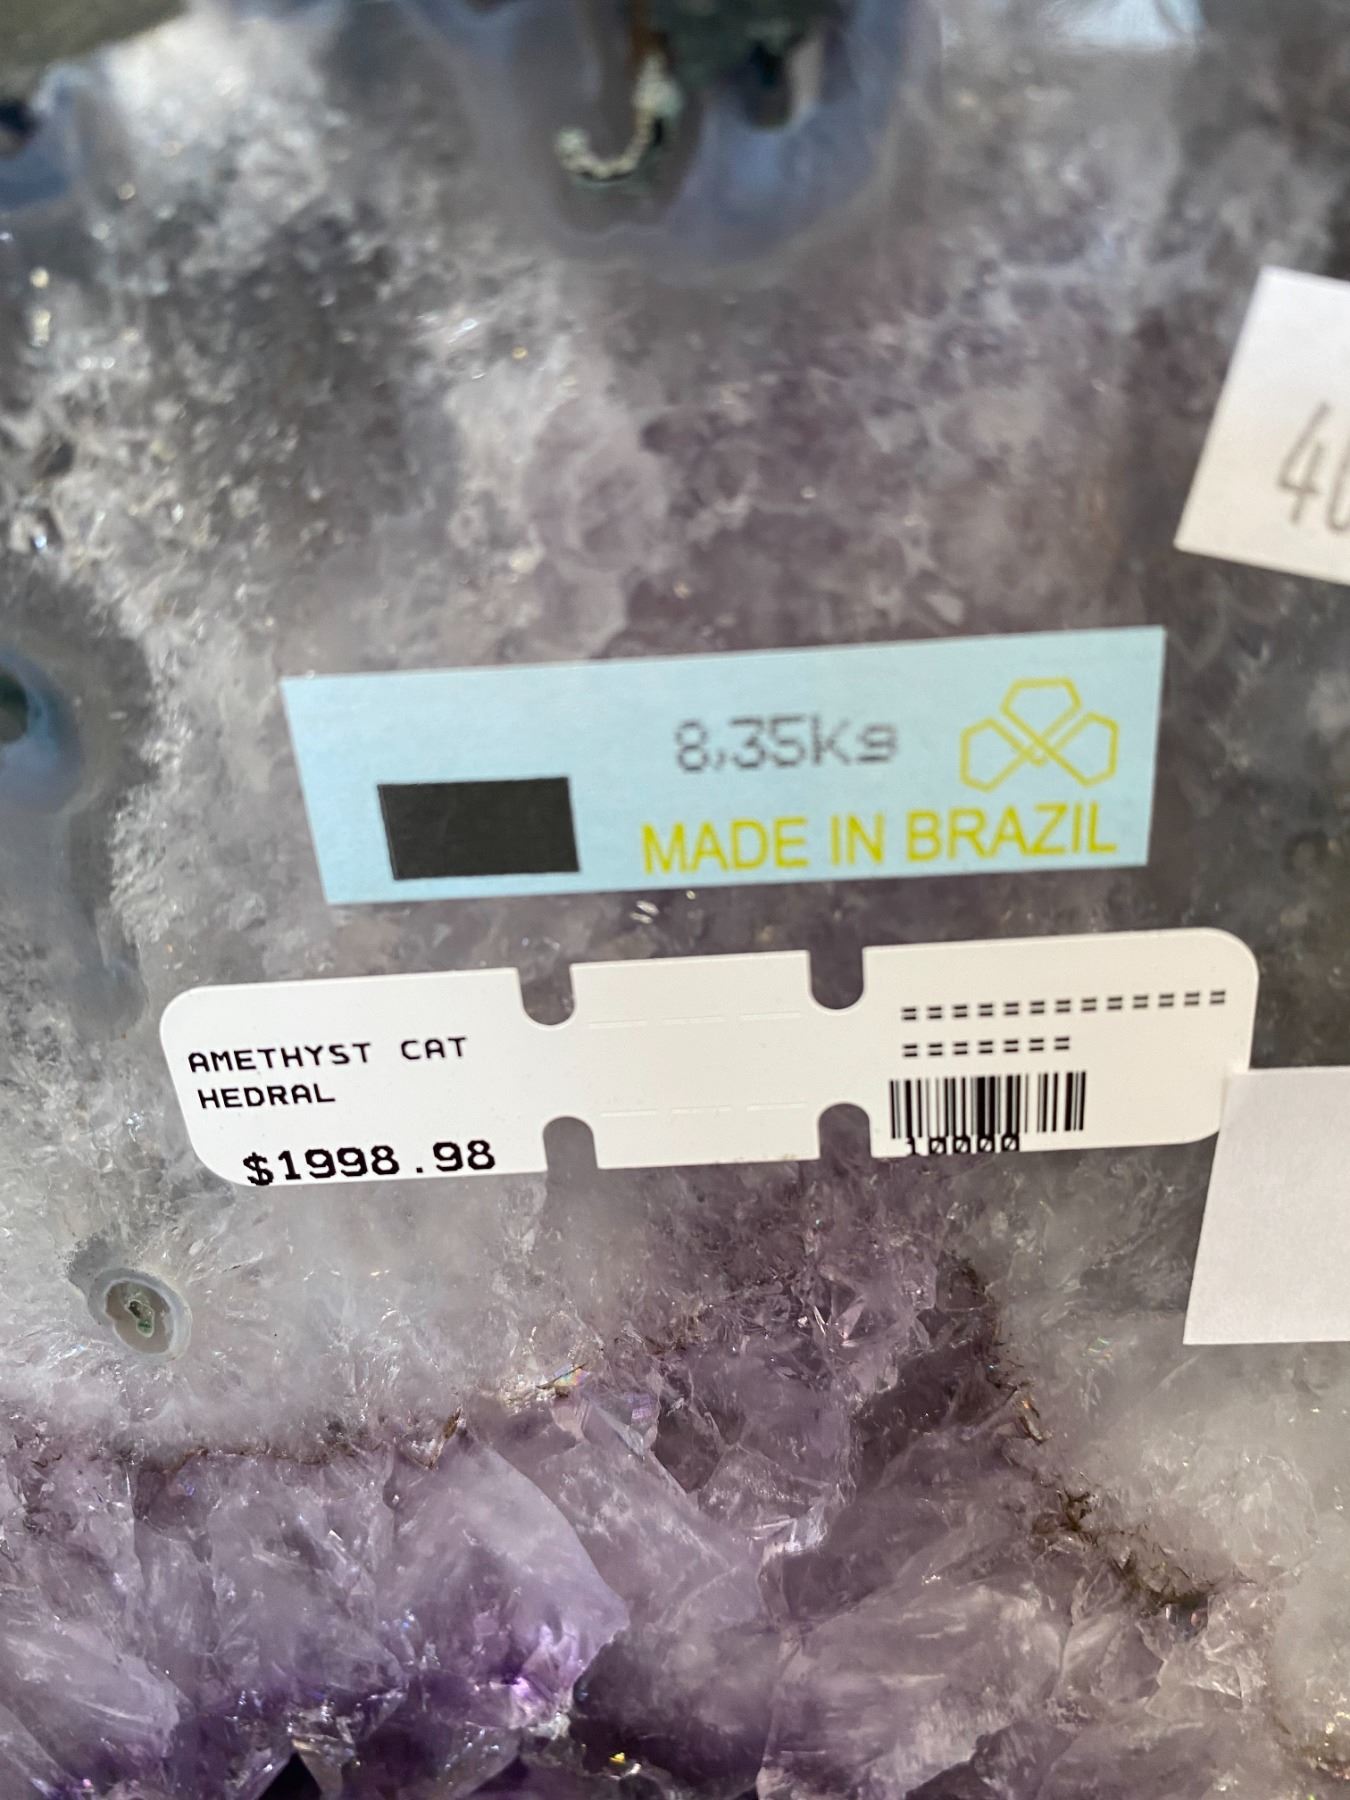 8,35Kg
MADE IN BRAZIL
AMETHYST CAT
HEDRAL
$1998.98
=============
=======
10000